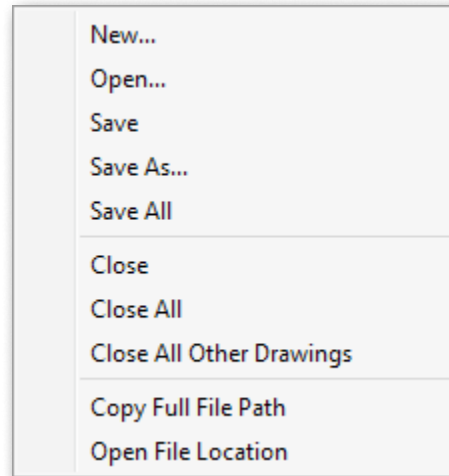 New...
Open...
Save
Save As...
Save All
Close
Close All
Close All Other Drawings
Copy Full File Path
Open File Location